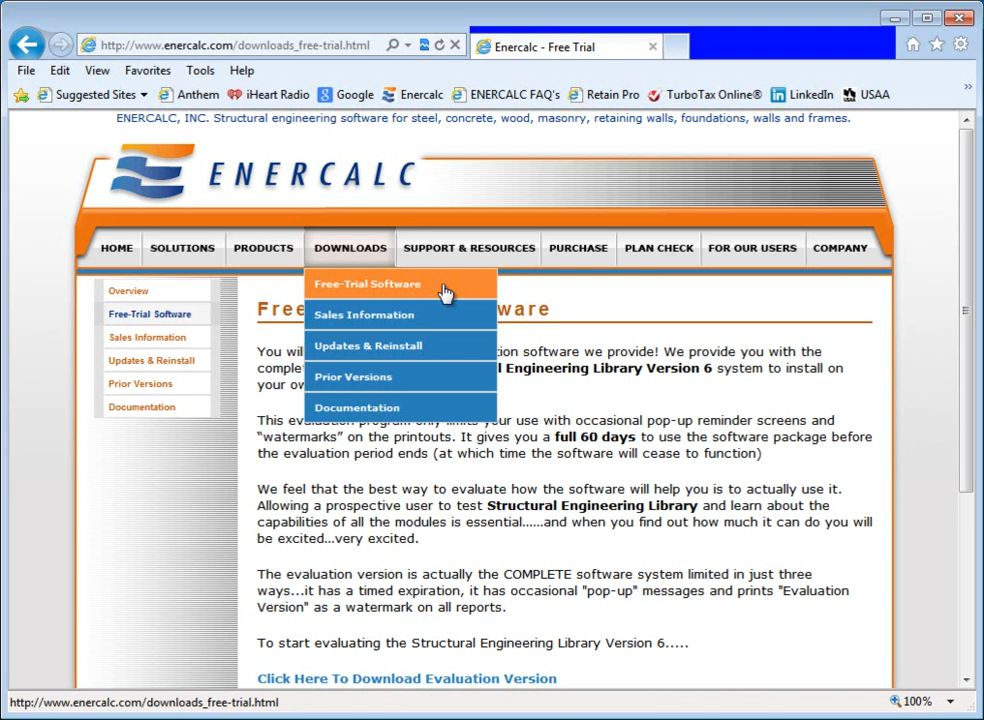 http://www.enercalc.com/downloads_free-trial.html
Enercalc - Free Trial
File Edit View Favorites Tools Help
Suggested Sites Anthem iHeart Radio Google Enercalc ENERCALC FAQ's Retain Pro TurboTax Online® LinkedIn USAA
ENERCALC, INC. Structural engineering software for steel, concrete, wood, masonry, retaining walls, foundations, walls and frames.
ENERCALC
HOME SOLUTIONS PRODUCTS DOWNLOADS SUPPORT & RESOURCES PURCHASE PLAN CHECK FOR OUR USERS COMPANY
Free-Trial Software
Sales Information
Updates & Reinstall
Prior Versions
Documentation
Overview
Free-Trial Software
Sales Information
Updates & Reinstall
Prior Versions
Documentation
Free ware
You wil ion software we provide! We provide you with the
comple l Engineering Library Version 6 system to install on
your ow
This evaluation program only limits your use with occasional pop-up reminder screens and
“watermarks” on the printouts. It gives you a full 60 days to use the software package before
the evaluation period ends (at which time the software will cease to function)
We feel that the best way to evaluate how the software will help you is to actually use it.
Allowing a prospective user to test Structural Engineering Library and learn about the
capabilities of all the modules is essential......and when you find out how much it can do you will
be excited...very excited.
The evaluation version is actually the COMPLETE software system limited in just three
ways...it has a timed expiration, it has occasional "pop-up" messages and prints "Evaluation
Version" as a watermark on all reports.
To start evaluating the Structural Engineering Library Version 6.....
Click Here To Download Evaluation Version
http://www.enercalc.com/downloads_free-trial.html
100%